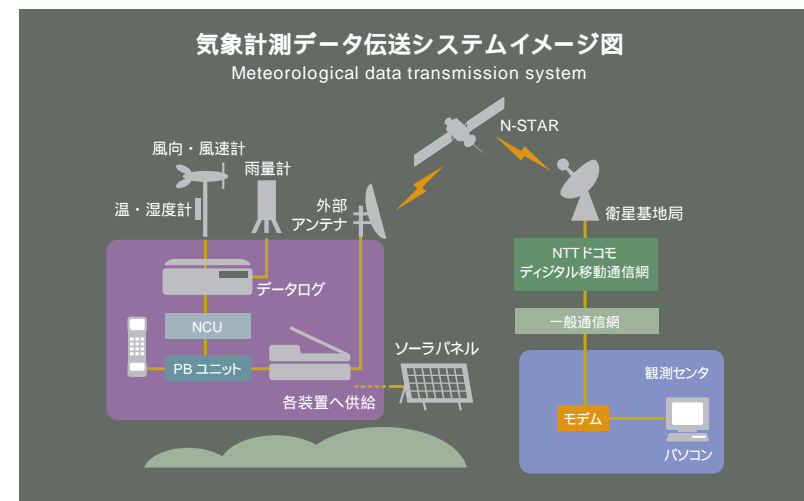 気象計測データ伝送システムイメージ図
Meteorological data transmission system
N-STAR
風向・風速計
雨量計
温・湿度計
外部
アンテナ
衛星基地局
NTTドコモ
ディジタル移動通信網
データログ
NCU
一般通信網
PBユニット
ソーラパネル
観測センタ
各装置へ供給
モデム
パソコン